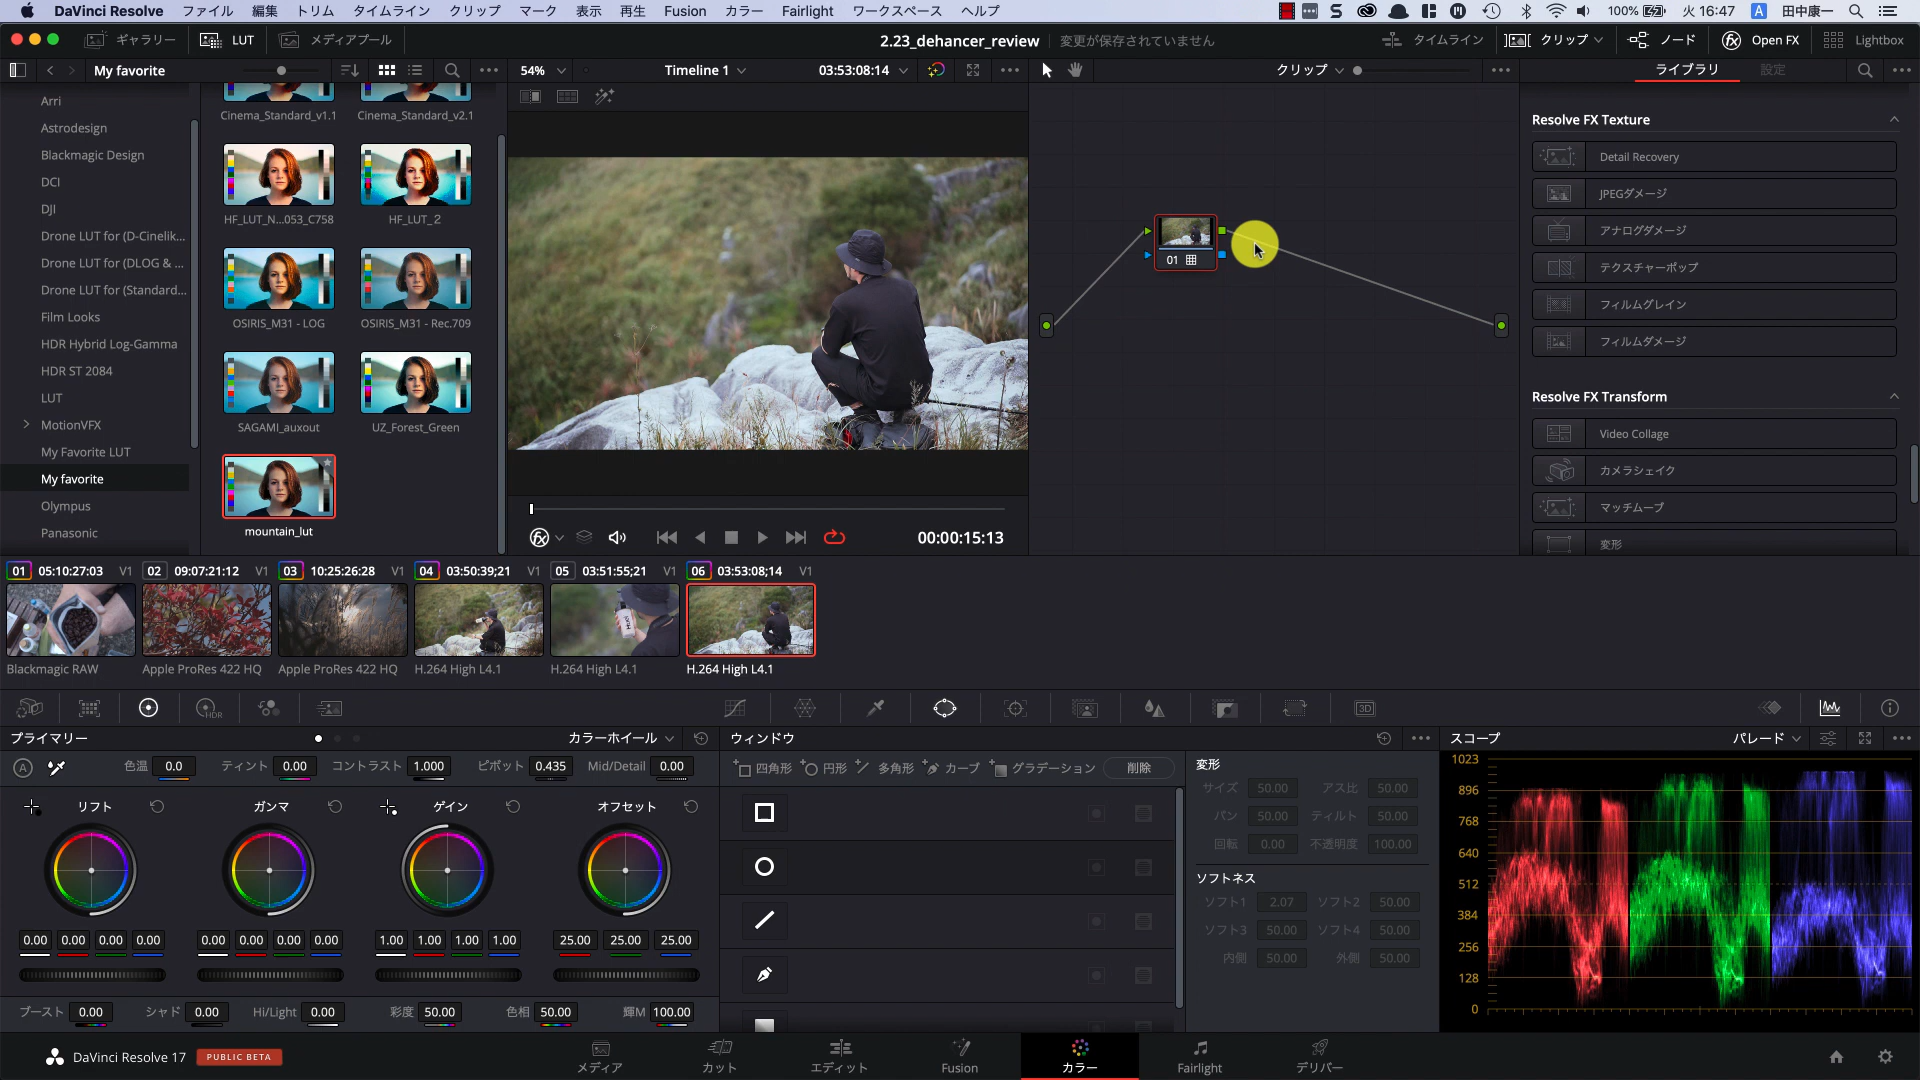 DaVinci Resolve ファイル 編集 トリム タイムライン クリップ マーク 表示 再生 Fusion カラー Fairlight ワークスペース ヘルプ
100% 火 16:47 A 田中康一
ギャラリー LUT メディアプール
2.23_dehancer_review 変更が保存されていません
タイムライン クリップ ノード Open FX Lightbox
My favorite
54% Timeline 1 03:53:08:14
クリップ
ライブラリ 設定
Arri
Astrodesign
Blackmagic Design
DCI
DJI
Drone LUT for (D-Cinelik...
Drone LUT for (DLOG & ...
Drone LUT for (Standard...
Film Looks
HDR Hybrid Log-Gamma
HDR ST 2084
LUT
MotionVFX
My Favorite LUT
My favorite
Olympus
Panasonic
Cinema_Standard_v1.1 Cinema_Standard_v2.1
HF_LUT_N...053_C758 HF_LUT_2
OSIRIS_M31 - LOG OSIRIS_M31 - Rec.709
SAGAMI_auxout UZ_Forest_Green
mountain_lut
00:00:15:13
01
Resolve FX Texture
Detail Recovery
JPEGダメージ
アナログダメージ
テクスチャーポップ
フィルムグレイン
フィルムダメージ
Resolve FX Transform
Video Collage
カメラシェイク
マッチムーブ
変形
01 05:10:27:03 V1 02 09:07:21:12 V1 03 10:25:26:28 V1 04 03:50:39;21 V1 05 03:51:55;21 V1 06 03:53:08;14 V1
Blackmagic RAW Apple ProRes 422 HQ Apple ProRes 422 HQ H.264 High L4.1 H.264 High L4.1 H.264 High L4.1
HDR 3D
プライマリー カラーホイール
色温 0.0 ティント 0.00 コントラスト 1.000 ピボット 0.435 Mid/Detail 0.00
リフト ガンマ ゲイン オフセット
0.00 0.00 0.00 0.00 0.00 0.00 0.00 0.00 1.00 1.00 1.00 1.00 25.00 25.00 25.00
ブースト 0.00 シャド 0.00 Hi/Light 0.00 彩度 50.00 色相 50.00 輝M 100.00
ウィンドウ
四角形 円形 多角形 カーブ グラデーション 削除
変形
サイズ 50.00 アス比 50.00
パン 50.00 ティルト 50.00
回転 0.00 不透明度 100.00
ソフトネス
ソフト1 2.07 ソフト2 50.00
ソフト3 50.00 ソフト4 50.00
内側 50.00 外側 50.00
スコープ パレード
1023
896
768
640
512
384
256
128
0
DaVinci Resolve 17 PUBLIC BETA
メディア カット エディット Fusion カラー Fairlight デリバー